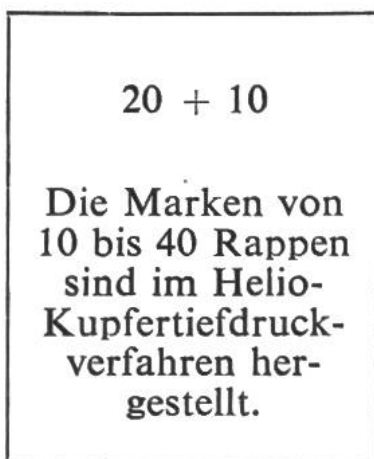 20 + 10
Die Marken von
10 bis 40 Rappen
sind im Helio-
Kupfertiefdruck-
verfahren her-
gestellt.